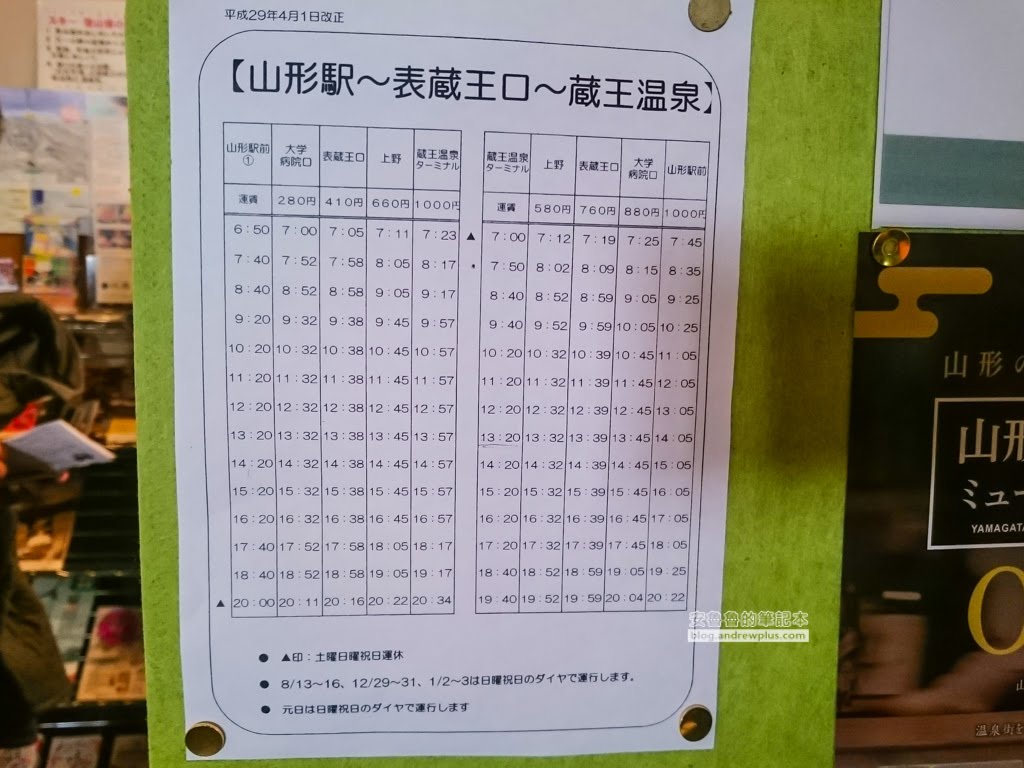 平成29年4月1日改正
【山形駅～表蔵王口～蔵王温泉】
山形駅前① 大学病院口 表蔵王口 上野 蔵王温泉ターミナル
運賃 280円 410円 660円 1000円
6:50 7:00 7:05 7:11 7:23
7:40 7:52 7:58 8:05 8:17
8:40 8:52 8:58 9:05 9:17
9:20 9:32 9:38 9:45 9:57
10:20 10:32 10:38 10:45 10:57
11:20 11:32 11:38 11:45 11:57
12:20 12:32 12:38 12:45 12:57
13:20 13:32 13:38 13:45 13:57
14:20 14:32 14:38 14:45 14:57
15:20 15:32 15:38 15:45 15:57
16:20 16:32 16:38 16:45 16:57
17:40 17:52 17:58 18:05 18:17
18:40 18:52 18:58 19:05 19:17
▲ 20:00 20:11 20:16 20:22 20:34
蔵王温泉ターミナル 上野 表蔵王口 大学病院口 山形駅前
運賃 580円 760円 880円 1000円
▲ 7:00 7:12 7:19 7:25 7:45
7:50 8:02 8:09 8:15 8:35
8:40 8:52 8:59 9:05 9:25
9:40 9:52 9:59 10:05 10:25
10:20 10:32 10:39 10:45 11:05
11:20 11:32 11:39 11:45 12:05
12:20 12:32 12:39 12:45 13:05
13:20 13:32 13:39 13:45 14:05
14:20 14:32 14:39 14:45 15:05
15:20 15:32 15:39 15:45 16:05
16:20 16:32 16:39 16:45 17:05
17:20 17:32 17:39 17:45 18:05
18:40 18:52 18:59 19:05 19:25
19:40 19:52 19:59 20:04 20:22
● ▲印：土曜日曜祝日運休
● 8/13～16、12/29～31、1/2～3は日曜祝日のダイヤで運行します。
● 元日は日曜祝日のダイヤで運行します
安魯魯的筆記本
blog.andrewplus.com
山形の
山形
ミュー
YAMAGATA
温泉街を